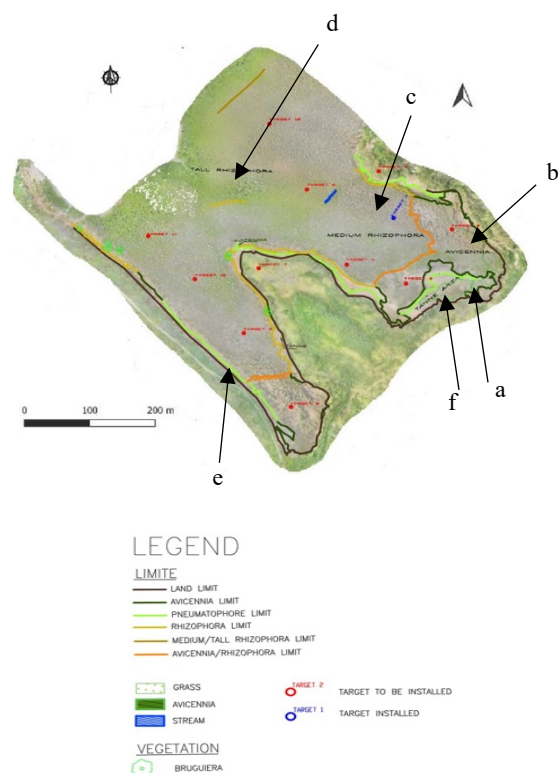 d
c
b
TARGET
TALL RHIZOPHORA
MEDIUM RHIZOPHORA
AVICENNIA
AVICENNIA
a
f
e
0 100 200 m
LEGEND
LIMITE
LAND LIMIT
AVICENNIA LIMIT
PNEUMATOPHORE LIMIT
RHIZOPHORA LIMIT
MEDIUM/TALL RHIZOPHORA LIMIT
AVICENNIA/RHIZOPHORA LIMIT
GRASS
AVICENNIA
STREAM
TARGET 2 TARGET TO BE INSTALLED
TARGET 1 TARGET INSTALLED
VEGETATION
BRUGUIERA